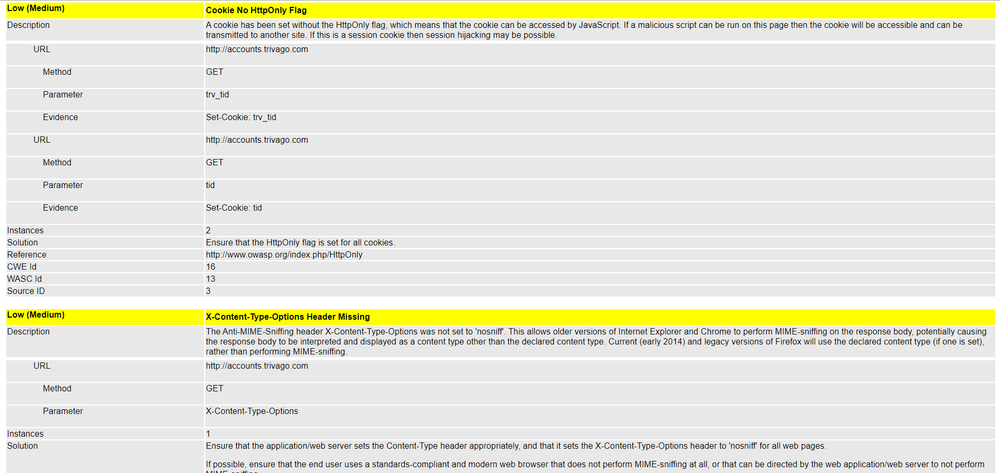 Low (Medium) Cookie No HttpOnly Flag
Description A cookie has been set without the HttpOnly flag, which means that the cookie can be accessed by JavaScript. If a malicious script can be run on this page then the cookie will be accessible and can be
transmitted to another site. If this is a session cookie then session hijacking may be possible.
URL http://accounts.trivago.com
Method GET
Parameter trv_tid
Evidence Set-Cookie: trv_tid
URL http://accounts.trivago.com
Method GET
Parameter tid
Evidence Set-Cookie: tid
Instances 2
Solution Ensure that the HttpOnly flag is set for all cookies.
Reference http://www.owasp.org/index.php/HttpOnly
CWE Id 16
WASC Id 13
Source ID 3
Low (Medium) X-Content-Type-Options Header Missing
Description The Anti-MIME-Sniffing header X-Content-Type-Options was not set to 'nosniff'. This allows older versions of Internet Explorer and Chrome to perform MIME-sniffing on the response body, potentially causing
the response body to be interpreted and displayed as a content type other than the declared content type. Current (early 2014) and legacy versions of Firefox will use the declared content type (if one is set),
rather than performing MIME-sniffing.
URL http://accounts.trivago.com
Method GET
Parameter X-Content-Type-Options
Instances 1
Solution Ensure that the application/web server sets the Content-Type header appropriately, and that it sets the X-Content-Type-Options header to 'nosniff' for all web pages.
If possible, ensure that the end user uses a standards-compliant and modern web browser that does not perform MIME-sniffing at all, or that can be directed by the web application/web server to not perform